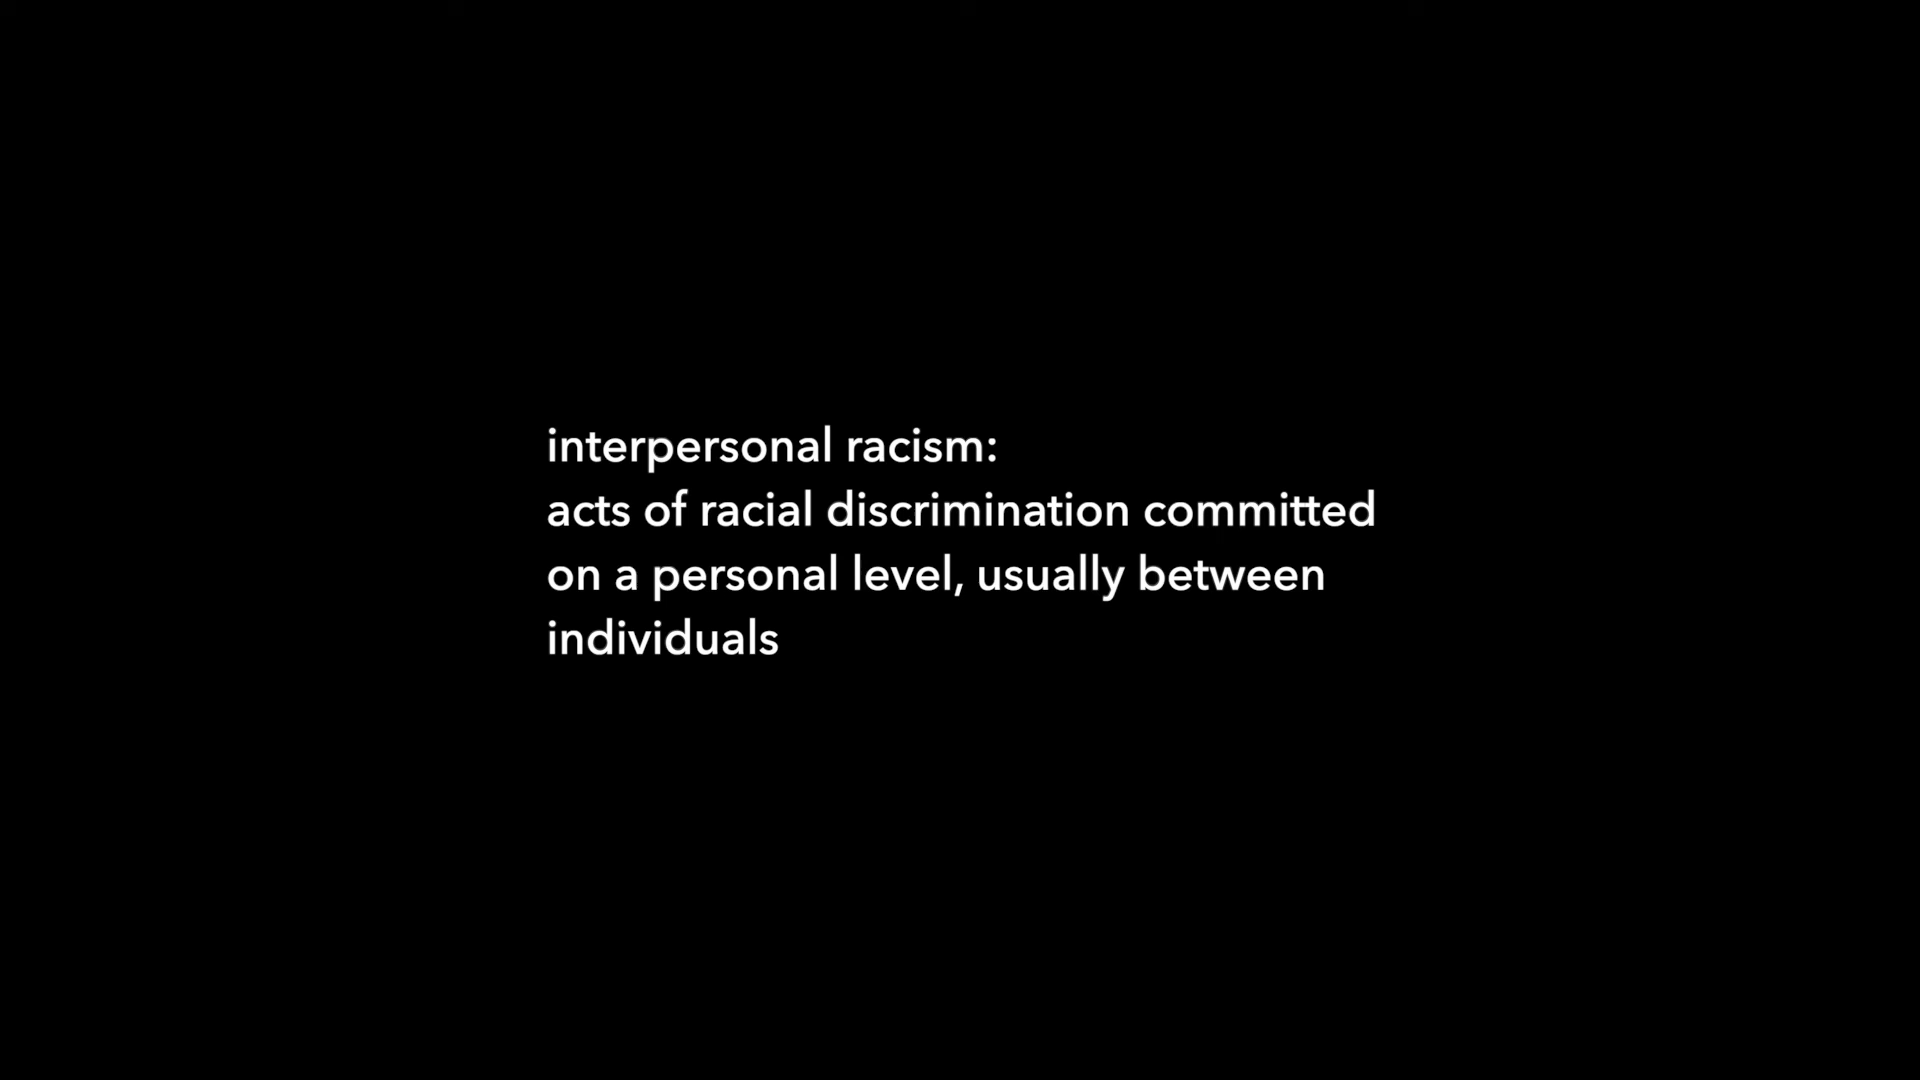 interpersonal racism:
acts of racial discrimination committed
on a personal level, usually between
individuals